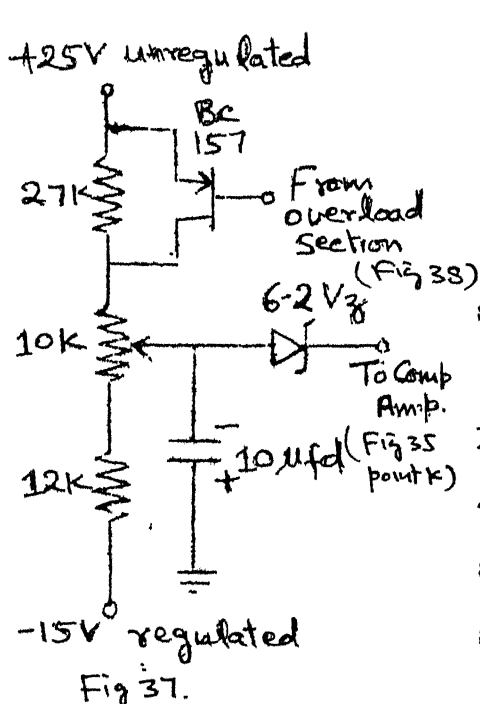 +25V unregulated
BC
157
27K
From
overload
Section
(Fig 38)
6-2 Vz
10K
To Comp
Amp.
(Fig 35
point K)
-
+ 10 μfd
12K
-15V regulated
Fig 37.